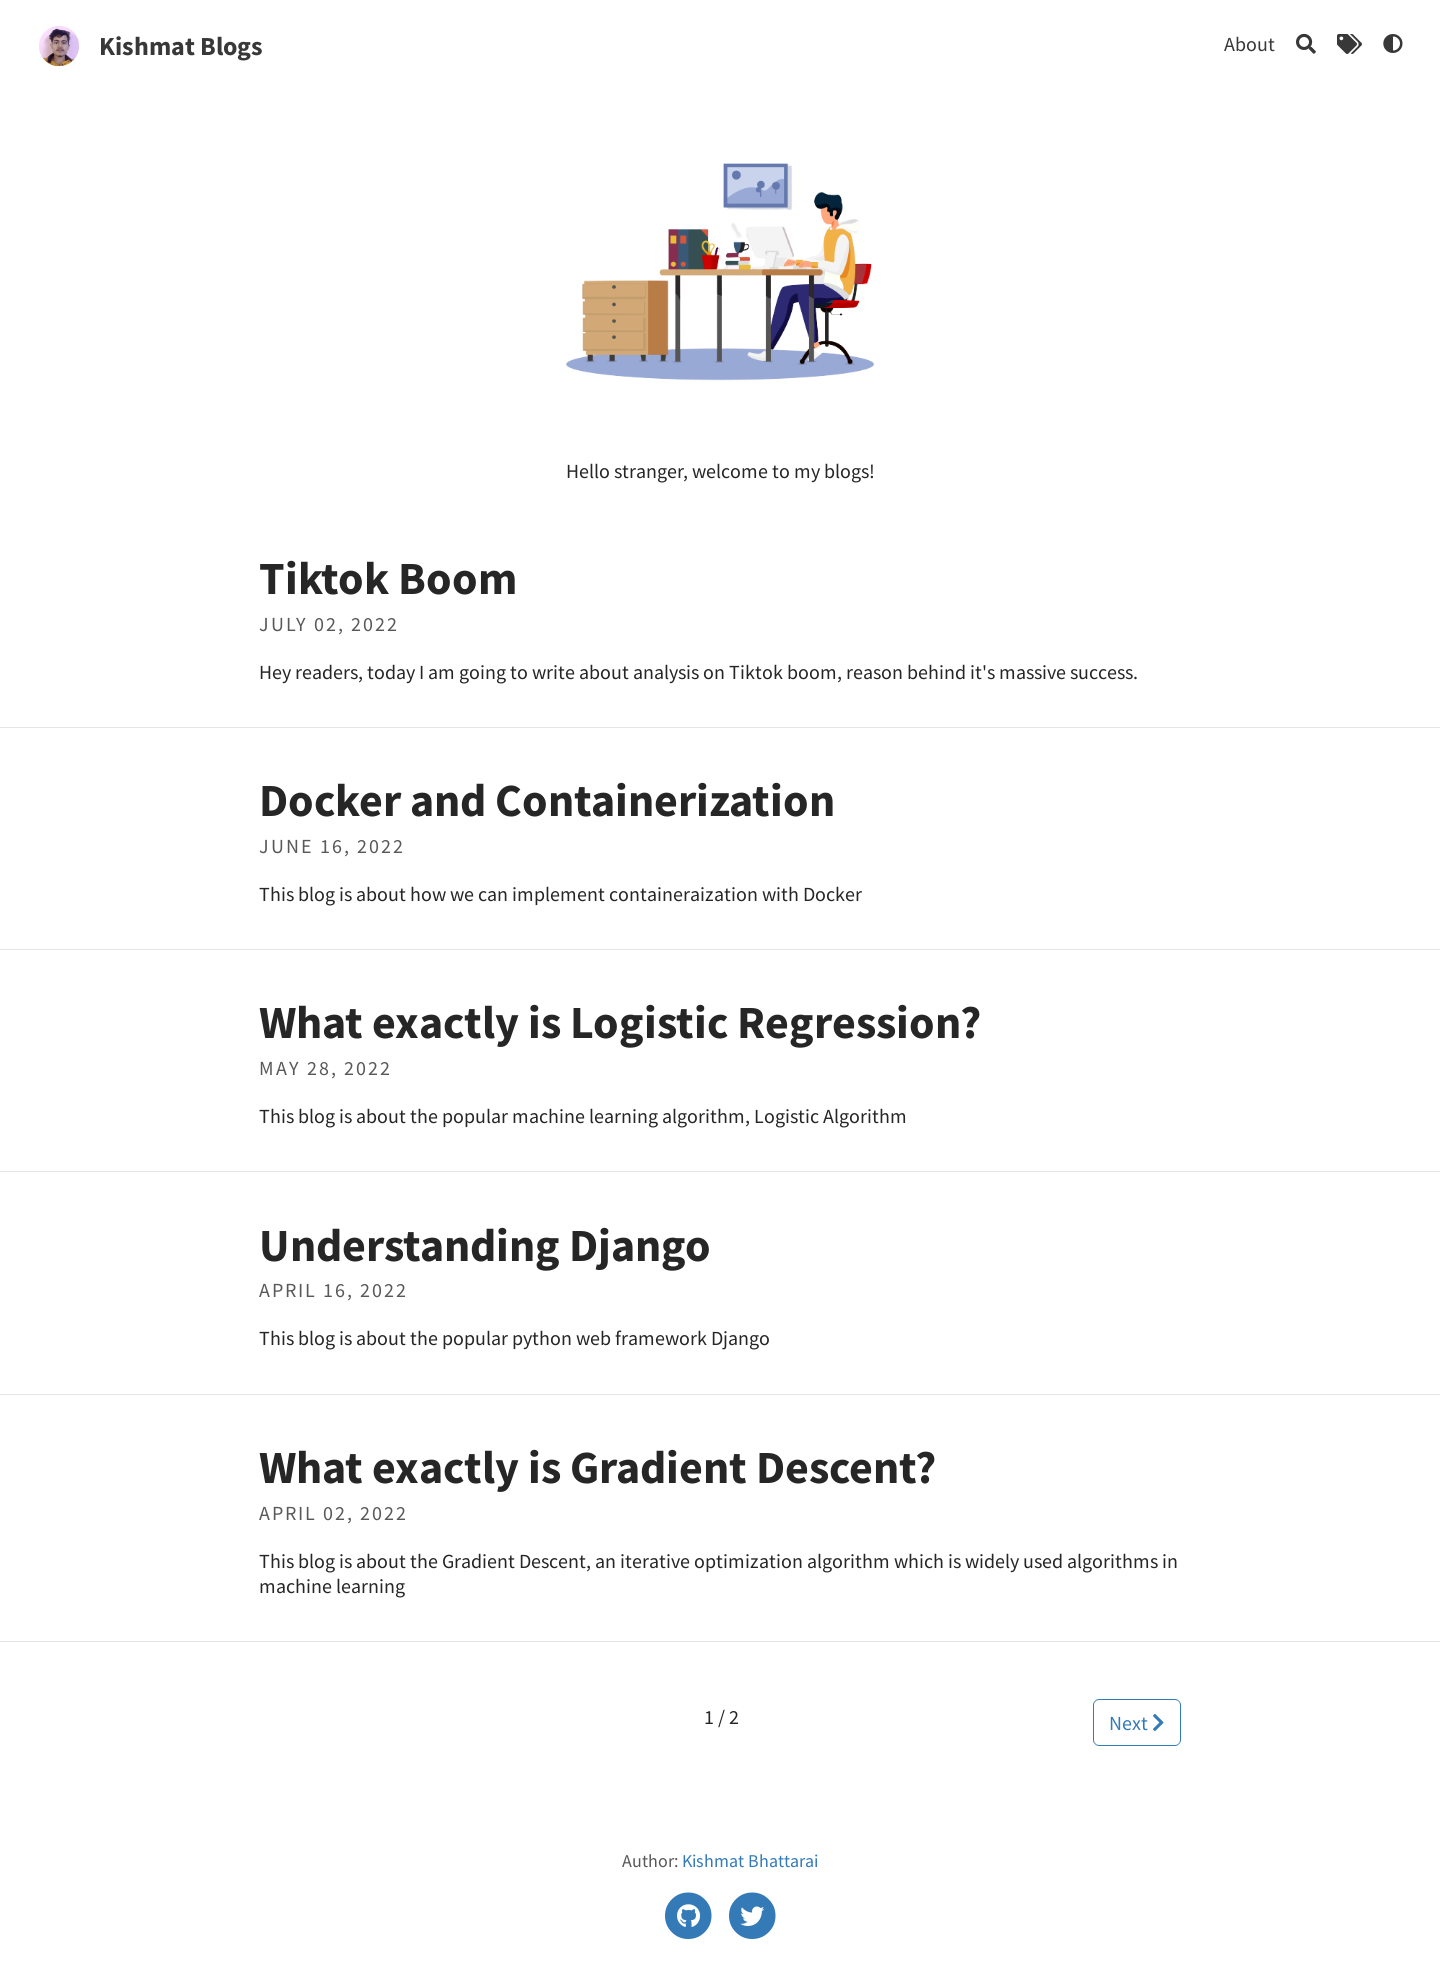 Kishmat Blogs
About
Hello stranger, welcome to my blogs!
Tiktok Boom
JULY 02, 2022
Hey readers, today I am going to write about analysis on Tiktok boom, reason behind it's massive success.
Docker and Containerization
JUNE 16, 2022
This blog is about how we can implement containeraization with Docker
What exactly is Logistic Regression?
MAY 28, 2022
This blog is about the popular machine learning algorithm, Logistic Algorithm
Understanding Django
APRIL 16, 2022
This blog is about the popular python web framework Django
What exactly is Gradient Descent?
APRIL 02, 2022
This blog is about the Gradient Descent, an iterative optimization algorithm which is widely used algorithms in
machine learning
1 / 2
Next
Author: Kishmat Bhattarai